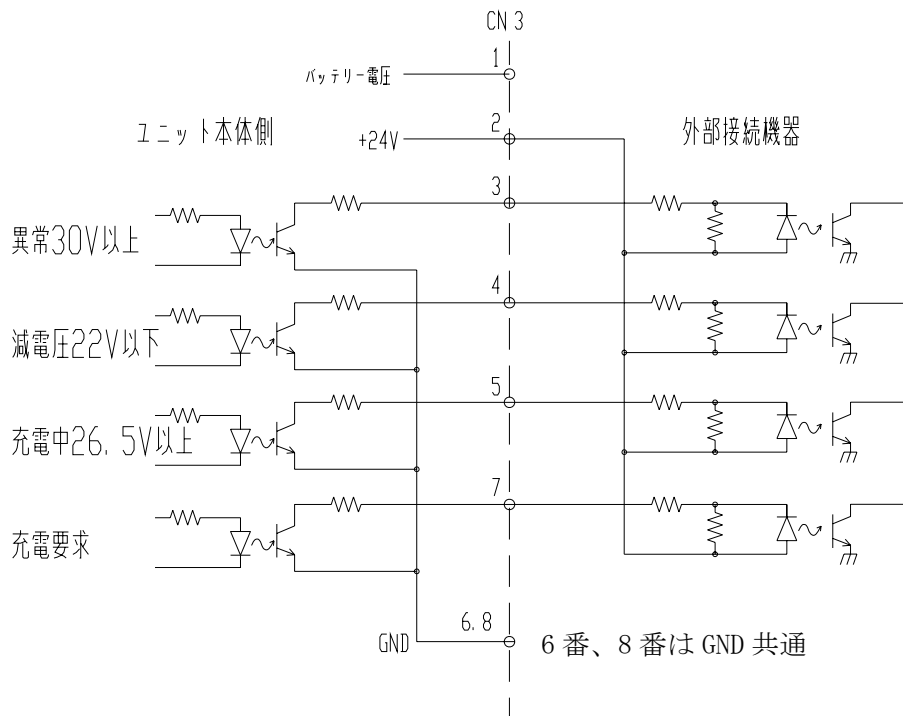 CN3
1
バッテリー電圧
ユニット本体側
2
+24V
外部接続機器
3
異常30V以上
4
減電圧22V以下
5
充電中26.5V以上
7
充電要求
6.8
GND
6番、8番はGND共通